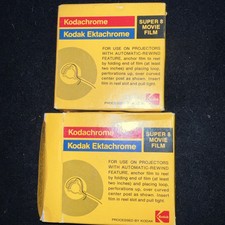 Kodachrome
Kodak Ektachrome
SUPER 8
MOVIE
FILM
FOR USE ON PROJECTORS
WITH AUTOMATIC-REWIND
FEATURE, anchor film to reel
by folding end of film (at least
two inches) and placing loop,
perforations up, over curved
center post as shown. Insert
film in reel slot and pull tight.
Kodak
Kodachrome
Kodak Ektachrome
SUPER 8
MOVIE
FILM
FOR USE ON PROJECTORS
WITH AUTOMATIC-REWIND
FEATURE, anchor film to reel
by folding end of film (at least
two inches) and placing loop,
perforations up, over curved
center post as shown. Insert
film in reel slot and pull tight.
PROCESSED BY KODAK
Kodak